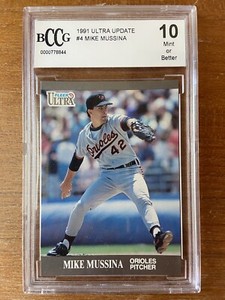 BCCG
0000778844
1991 ULTRA UPDATE
#4 MIKE MUSSINA
10
Mint
or
Better
FLEER
ULTRA
Orioles
42
MIKE MUSSINA
ORIOLES
PITCHER